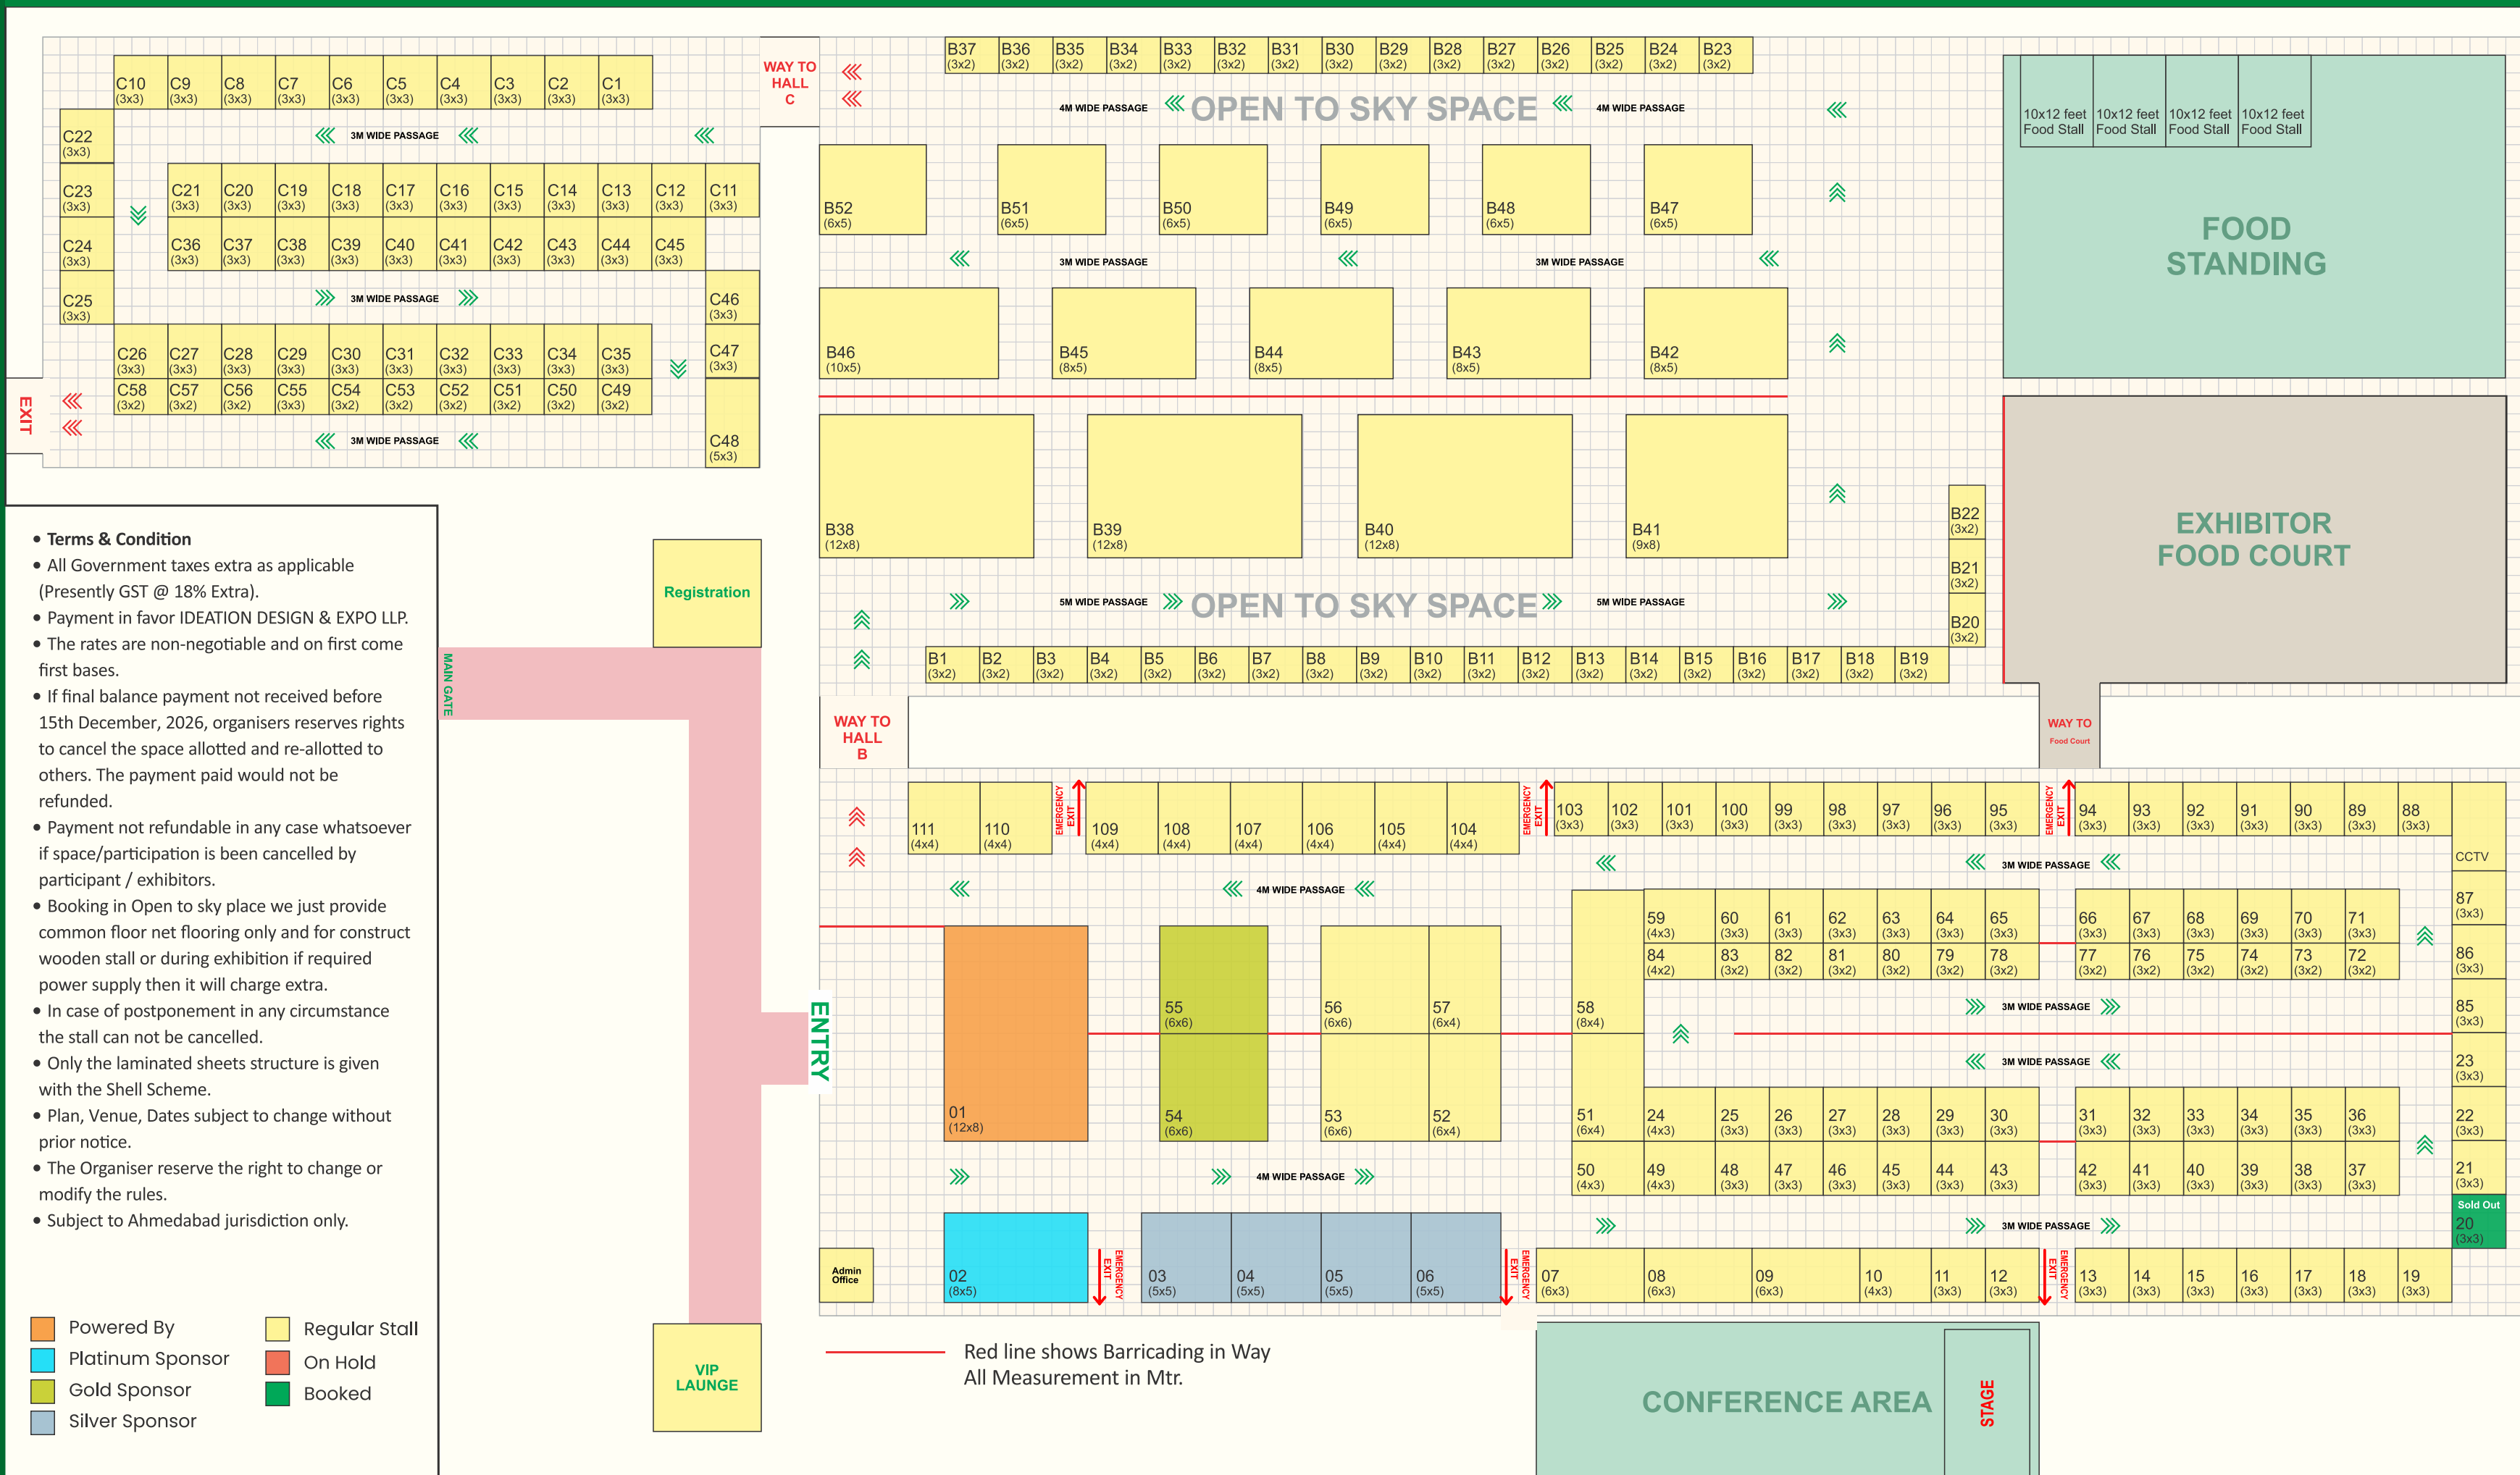 C10 C9 C8 C7 C6 C5 C4 C3 C2 C1
(3x3) (3x3) (3x3) (3x3) (3x3) (3x3) (3x3) (3x3) (3x3) (3x3)
C22
(3x3)
3M WIDE PASSAGE
C23
(3x3)
C21 C20 C19 C18 C17 C16 C15 C14 C13 C12 C11
(3x3) (3x3) (3x3) (3x3) (3x3) (3x3) (3x3) (3x3) (3x3) (3x3) (3x3)
C24
(3x3)
C36 C37 C38 C39 C40 C41 C42 C43 C44 C45
(3x3) (3x3) (3x3) (3x3) (3x3) (3x3) (3x3) (3x3) (3x3) (3x3)
C25
(3x3)
3M WIDE PASSAGE
C46
(3x3)
C26 C27 C28 C29 C30 C31 C32 C33 C34 C35
(3x3) (3x3) (3x3) (3x3) (3x3) (3x3) (3x3) (3x3) (3x3) (3x3)
C47
(3x3)
C58 C57 C56 C55 C54 C53 C52 C51 C50 C49
(3x2) (3x2) (3x2) (3x3) (3x2) (3x2) (3x2) (3x2) (3x2) (3x2)
EXIT
3M WIDE PASSAGE
C48
(5x3)
WAY TO
HALL
C
B37 B36 B35 B34 B33 B32 B31 B30 B29 B28 B27 B26 B25 B24 B23
(3x2) (3x2) (3x2) (3x2) (3x2) (3x2) (3x2) (3x2) (3x2) (3x2) (3x2) (3x2) (3x2) (3x2) (3x2)
4M WIDE PASSAGE OPEN TO SKY SPACE 4M WIDE PASSAGE
B52 B51 B50 B49 B48 B47
(6x5) (6x5) (6x5) (6x5) (6x5) (6x5)
3M WIDE PASSAGE 3M WIDE PASSAGE
B46 B45 B44 B43 B42
(10x5) (8x5) (8x5) (8x5) (8x5)
B38 B39 B40 B41
(12x8) (12x8) (12x8) (9x8)
B22
(3x2)
B21
(3x2)
B20
(3x2)
5M WIDE PASSAGE OPEN TO SKY SPACE 5M WIDE PASSAGE
B1 B2 B3 B4 B5 B6 B7 B8 B9 B10 B11 B12 B13 B14 B15 B16 B17 B18 B19
(3x2) (3x2) (3x2) (3x2) (3x2) (3x2) (3x2) (3x2) (3x2) (3x2) (3x2) (3x2) (3x2) (3x2) (3x2) (3x2) (3x2) (3x2) (3x2)
10x12 feet 10x12 feet 10x12 feet 10x12 feet
Food Stall Food Stall Food Stall Food Stall
FOOD
STANDING
EXHIBITOR
FOOD COURT
WAY TO
Food Court
• Terms & Condition
• All Government taxes extra as applicable
(Presently GST @ 18% Extra).
• Payment in favor IDEATION DESIGN & EXPO LLP.
• The rates are non-negotiable and on first come
first bases.
• If final balance payment not received before
15th December, 2026, organisers reserves rights
to cancel the space allotted and re-allotted to
others. The payment paid would not be
refunded.
• Payment not refundable in any case whatsoever
if space/participation is been cancelled by
participant / exhibitors.
• Booking in Open to sky place we just provide
common floor net flooring only and for construct
wooden stall or during exhibition if required
power supply then it will charge extra.
• In case of postponement in any circumstance
the stall can not be cancelled.
• Only the laminated sheets structure is given
with the Shell Scheme.
• Plan, Venue, Dates subject to change without
prior notice.
• The Organiser reserve the right to change or
modify the rules.
• Subject to Ahmedabad jurisdiction only.
Powered By
Platinum Sponsor
Gold Sponsor
Silver Sponsor
Regular Stall
On Hold
Booked
Registration
MAIN GATE
VIP
LAUNGE
ENTRY
WAY TO
HALL
B
111 110
(4x4) (4x4)
EMERGENCY
EXIT
109 108 107 106 105 104
(4x4) (4x4) (4x4) (4x4) (4x4) (4x4)
EMERGENCY
EXIT
103 102 101 100 99 98 97 96 95
(3x3) (3x3) (3x3) (3x3) (3x3) (3x3) (3x3) (3x3) (3x3)
EMERGENCY
EXIT
94 93 92 91 90 89 88
(3x3) (3x3) (3x3) (3x3) (3x3) (3x3) (3x3)
CCTV
4M WIDE PASSAGE
3M WIDE PASSAGE
87
(3x3)
59 60 61 62 63 64 65 66 67 68 69 70 71
(4x3) (3x3) (3x3) (3x3) (3x3) (3x3) (3x3) (3x3) (3x3) (3x3) (3x3) (3x3) (3x3)
84 83 82 81 80 79 78 77 76 75 74 73 72
(4x2) (3x2) (3x2) (3x2) (3x2) (3x2) (3x2) (3x2) (3x2) (3x2) (3x2) (3x2) (3x2)
86
(3x3)
55 56 57 58
(6x6) (6x6) (6x4) (8x4)
3M WIDE PASSAGE
85
(3x3)
3M WIDE PASSAGE
23
(3x3)
01
(12x8)
54 53 52 51
(6x6) (6x6) (6x4) (6x4)
24 25 26 27 28 29 30 31 32 33 34 35 36
(4x3) (3x3) (3x3) (3x3) (3x3) (3x3) (3x3) (3x3) (3x3) (3x3) (3x3) (3x3) (3x3)
22
(3x3)
4M WIDE PASSAGE
50 49 48 47 46 45 44 43 42 41 40 39 38 37
(4x3) (4x3) (3x3) (3x3) (3x3) (3x3) (3x3) (3x3) (3x3) (3x3) (3x3) (3x3) (3x3) (3x3)
21
(3x3)
3M WIDE PASSAGE
Sold Out
20
(3x3)
Admin
Office
02
(8x5)
EMERGENCY
EXIT
03 04 05 06
(5x5) (5x5) (5x5) (5x5)
EMERGENCY
EXIT
07 08 09 10 11 12
(6x3) (6x3) (6x3) (4x3) (3x3) (3x3)
EMERGENCY
EXIT
13 14 15 16 17 18 19
(3x3) (3x3) (3x3) (3x3) (3x3) (3x3) (3x3)
Red line shows Barricading in Way
All Measurement in Mtr.
CONFERENCE AREA
STAGE